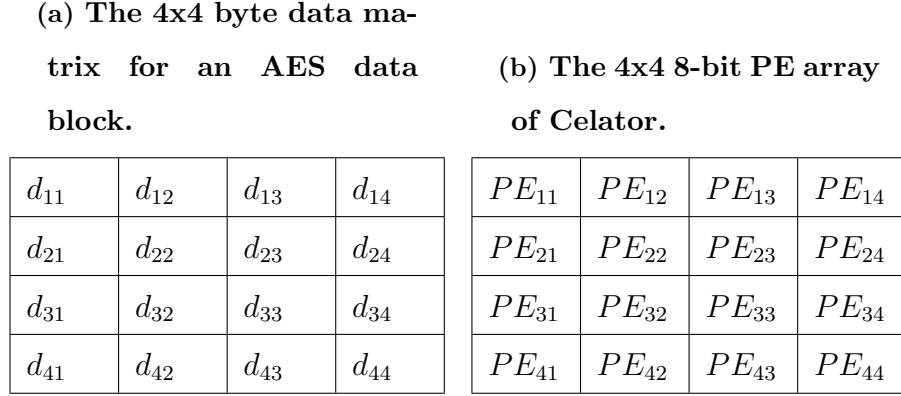 (a) The 4x4 byte data ma-
trix for an AES data
block.
(b) The 4x4 8-bit PE array
of Celator.
d11 d12 d13 d14
d21 d22 d23 d24
d31 d32 d33 d34
d41 d42 d43 d44
PE11 PE12 PE13 PE14
PE21 PE22 PE23 PE24
PE31 PE32 PE33 PE34
PE41 PE42 PE43 PE44